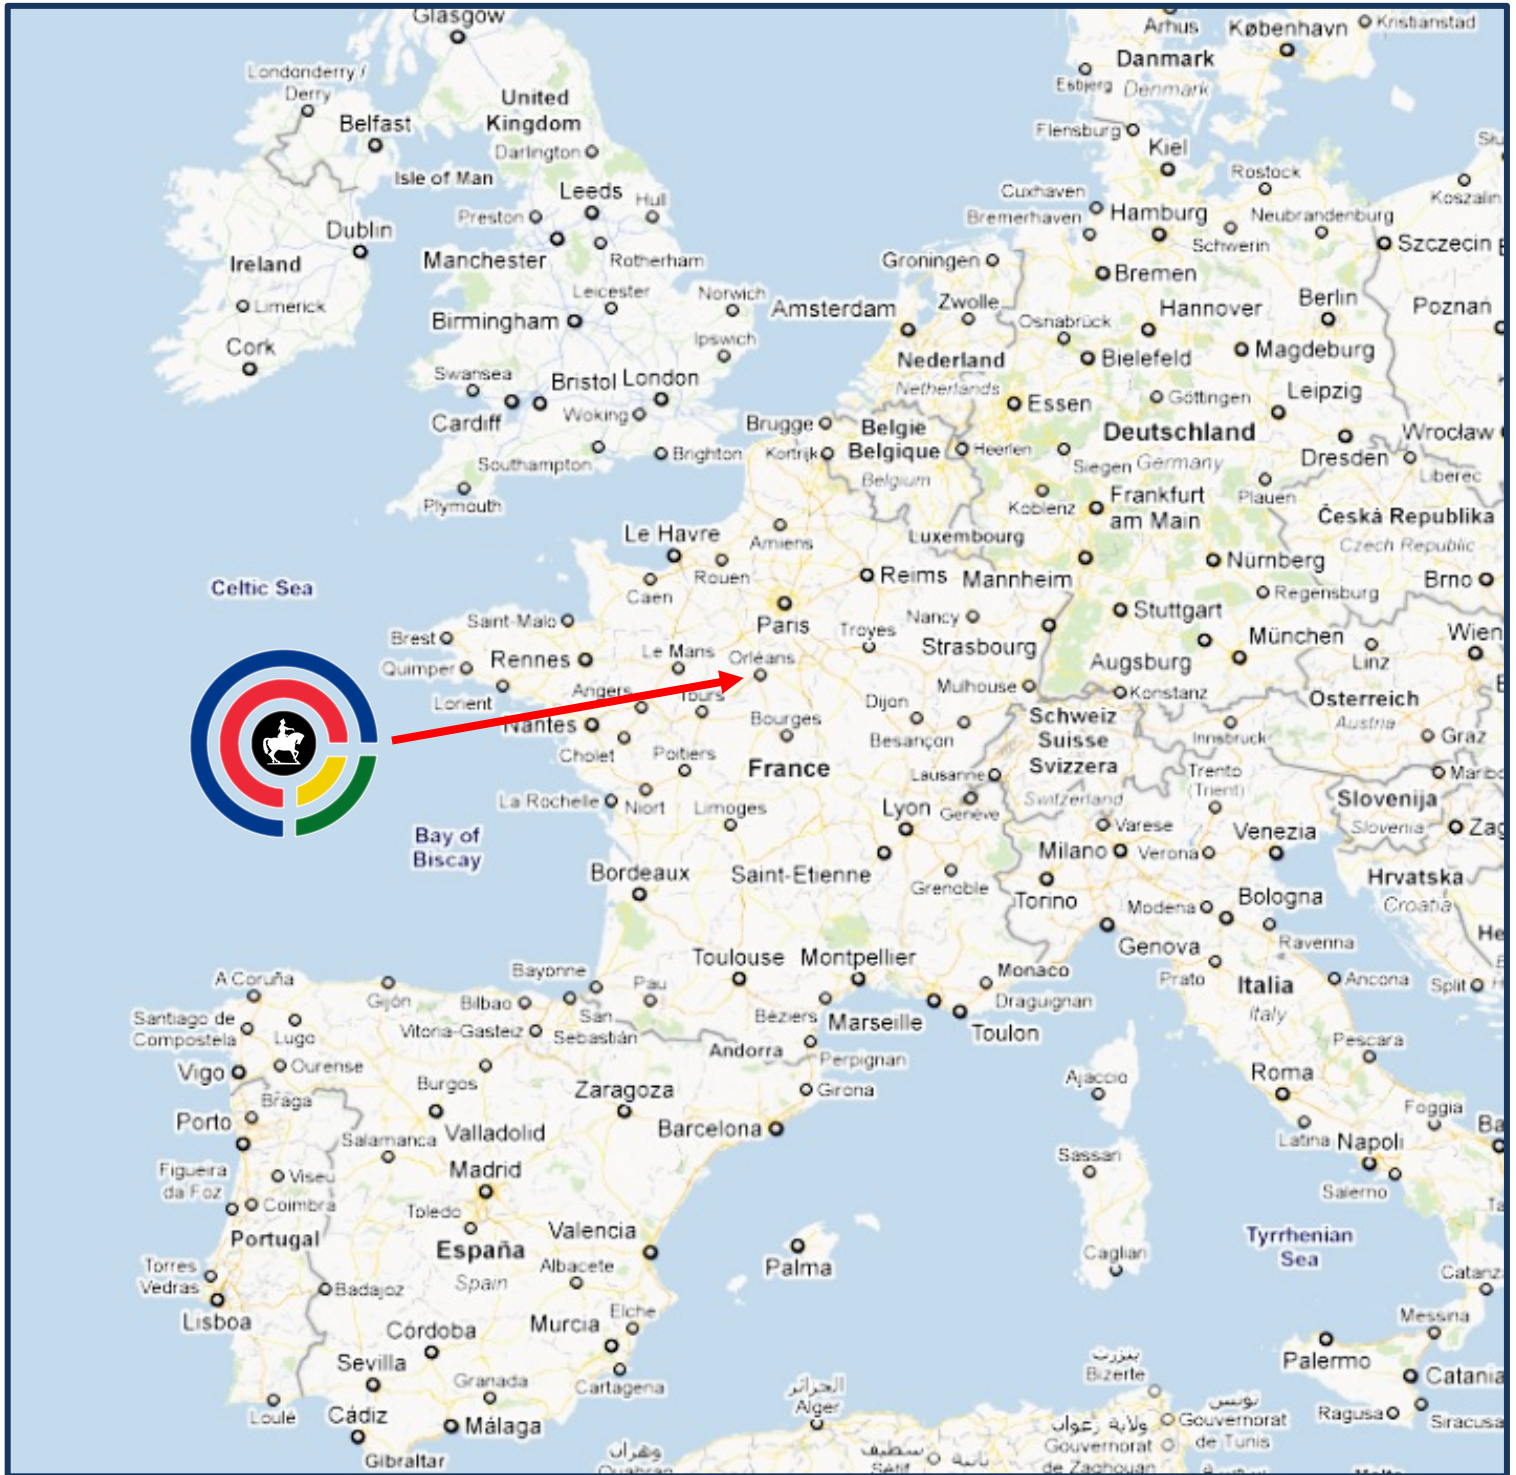 Glasgow
Arhus
København
Kristianstad
Danmark
Denmark
Esbjerg
Londonderry /
Derry
United
Kingdom
Belfast
Darlington
Flensburg
Kiel
Isle of Man
Leeds
Hull
Preston
Rostock
Koszalin
Cuxhaven
Bremerhaven
Hamburg
Neubrandenburg
Schwerin
Szczecin
Dublin
Manchester
Rotherham
Ireland
Groningen
Bremen
Limerick
Leicester
Norwich
Birmingham
Ipswich
Amsterdam
Zwolle
Hannover
Berlin
Poznań
Osnabrück
Cork
Bielefeld
Magdeburg
Nederland
Netherlands
Swansea
Bristol
London
Cardiff
Woking
Essen
Göttingen
Leipzig
Brugge
België
Belgique
Belgium
Kortrijk
Heerlen
Deutschland
Germany
Siegen
Dresden
Wrocław
Liberec
Southampton
Brighton
Plymouth
Koblenz
Frankfurt
am Main
Plauen
Česká Republika
Czech Republic
Le Havre
Amiens
Luxembourg
Rouen
Reims
Mannheim
Nürnberg
Brno
Caen
Regensburg
Celtic Sea
Paris
Stuttgart
Saint-Malo
Troyes
Nancy
Strasbourg
München
Wien
Brest
Rennes
Le Mans
Orléans
Augsburg
Linz
Quimper
Lorient
Angers
Tours
Mulhouse
Konstanz
Nantes
Bourges
Dijon
Besançon
Schweiz
Suisse
Svizzera
Switzerland
Österreich
Austria
Innsbruck
Graz
Cholet
Poitiers
France
Lausanne
Trento
(Trient)
La Rochelle
Niort
Limoges
Lyon
Genève
Slovenija
Slovenia
Varese
Venezia
Bay of
Biscay
Milano
Verona
Bordeaux
Saint-Etienne
Grenoble
Torino
Hrvatska
Croatia
Modena
Bologna
Genova
Ravenna
Toulouse
Montpellier
Monaco
Prato
Italia
Italy
Ancona
Split
A Coruña
Gijón
Bayonne
Bilbao
Pau
San
Sebastián
Béziers
Marseille
Draguignan
Toulon
Santiago de
Compostela
Lugo
Vitoria-Gasteiz
Andorra
Perpignan
Pescara
Vigo
Ourense
Burgos
Zaragoza
Girona
Ajaccio
Roma
Braga
Porto
Valladolid
Barcelona
Foggia
Salamanca
Latina
Napoli
Figueira
da Foz
Viseu
Madrid
Sassari
Salerno
Coimbra
Toledo
Portugal
España
Spain
Valencia
Palma
Cagliari
Tyrrhenian
Sea
Torres
Vedras
Badajoz
Albacete
Lisboa
Elche
Murcia
Messina
Córdoba
Palermo
Sevilla
Granada
Cartagena
Catania
Loulé
Cádiz
Málaga
Gibraltar
الجزائر
Alger
بنزرت
Bizerte
تونس
Gouvernorat
de Tunis
Ragusa
Siracusa
ولاية زغوان
Gouvernorat
de Zaghouan
وهران
سطيف
Sétif